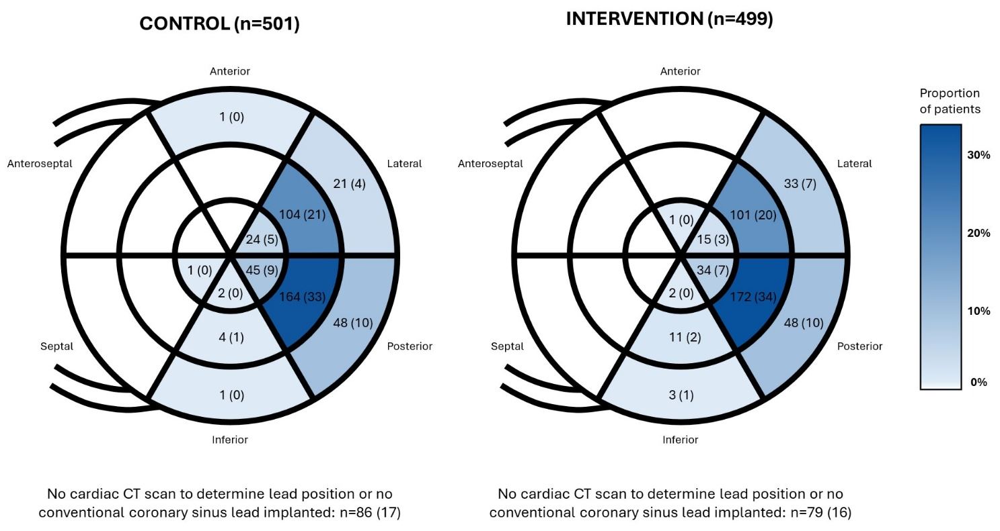 CONTROL (n=501)
Anterior
Anteroseptal
Lateral
Septal
Posterior
Inferior
1 (0)
21 (4)
104 (21)
24 (5)
1 (0)
45 (9)
2 (0)
164 (33)
48 (10)
4 (1)
1 (0)
No cardiac CT scan to determine lead position or no
conventional coronary sinus lead implanted: n=86 (17)
INTERVENTION (n=499)
Anterior
Anteroseptal
Lateral
Septal
Posterior
Inferior
33 (7)
101 (20)
1 (0)
15 (3)
34 (7)
2 (0)
172 (34)
48 (10)
11 (2)
3 (1)
No cardiac CT scan to determine lead position or no
conventional coronary sinus lead implanted: n=79 (16)
Proportion
of patients
30%
20%
10%
0%